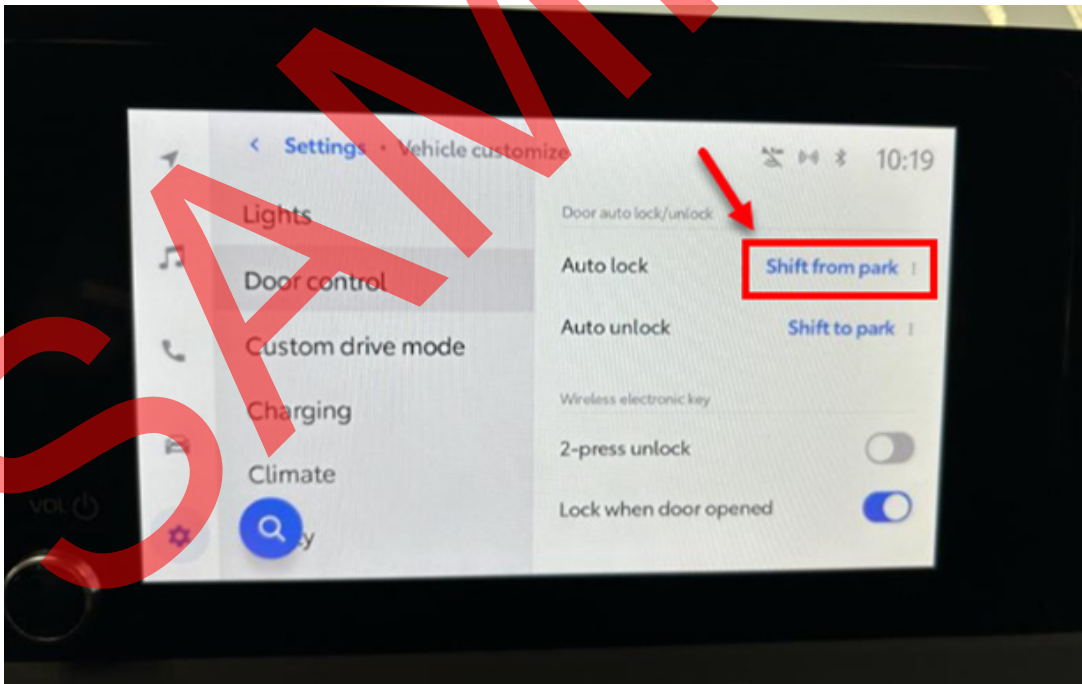 < Settings • Vehicle customize
10:19
Lights
Door control
Custom drive mode
Charging
Climate
Door auto lock/unlock
Auto lock Shift from park
Auto unlock Shift to park
Wireless electronic key
2-press unlock
Lock when door opened
VOL